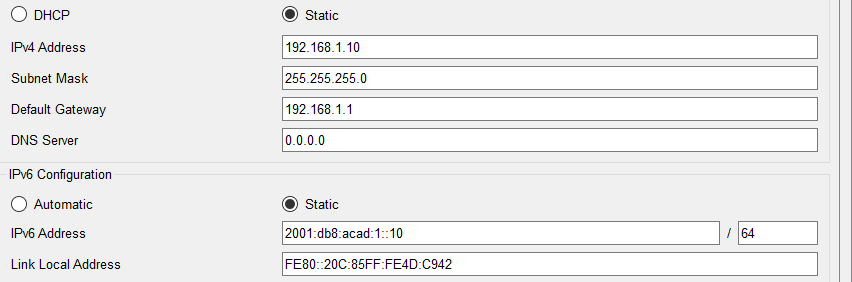 DHCP Static
IPv4 Address 192.168.1.10
Subnet Mask 255.255.255.0
Default Gateway 192.168.1.1
DNS Server 0.0.0.0
IPv6 Configuration
Automatic Static
IPv6 Address 2001:db8:acad:1::10 / 64
Link Local Address FE80::20C:85FF:FE4D:C942